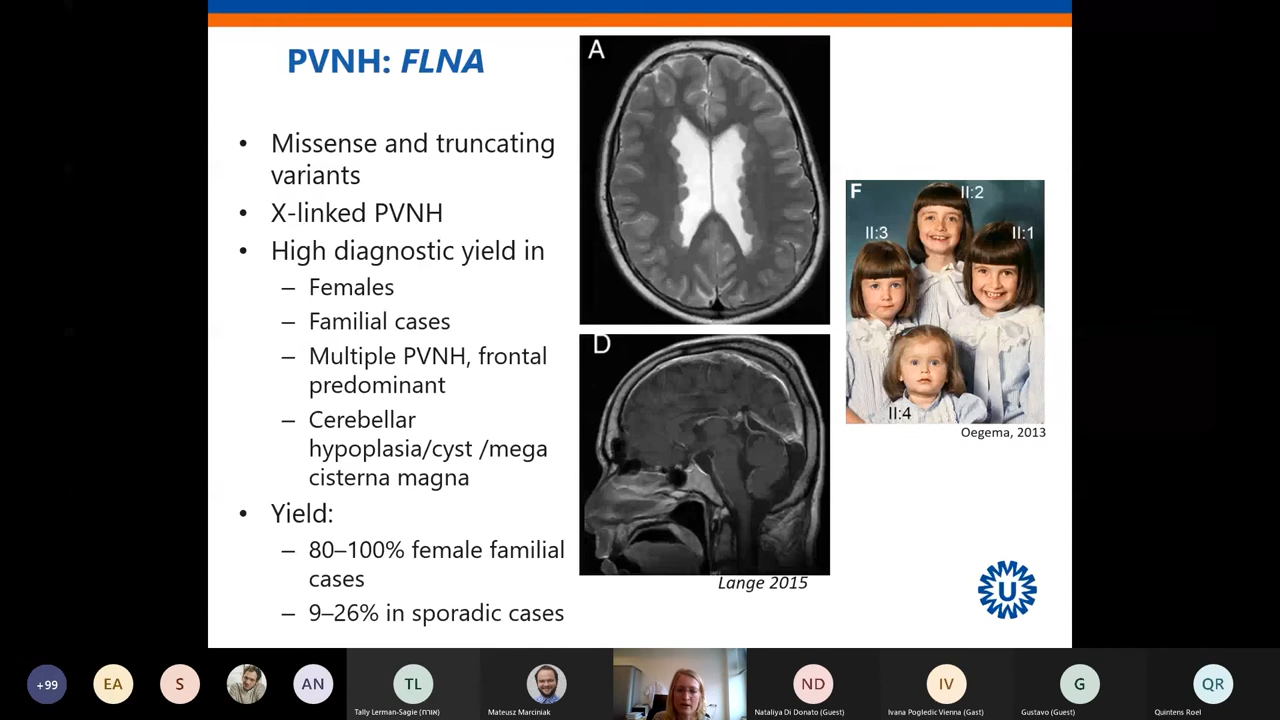 PVNH: FLNA
• Missense and truncating
variants
• X-linked PVNH
• High diagnostic yield in
– Females
– Familial cases
– Multiple PVNH, frontal
predominant
– Cerebellar
hypoplasia/cyst /mega
cisterna magna
• Yield:
– 80–100% female familial
cases
– 9–26% in sporadic cases
A
D
Lange 2015
F
II:2
II:3
II:1
II:4
Oegema, 2013
U
+99
EA
S
AN
TL
Tally Lerman-Sagie (אורח)
Mateusz Marciniak
ND
Nataliya Di Donato (Guest)
IV
Ivana Pogledic Vienna (Gast)
G
Gustavo (Guest)
QR
Quintens Roel